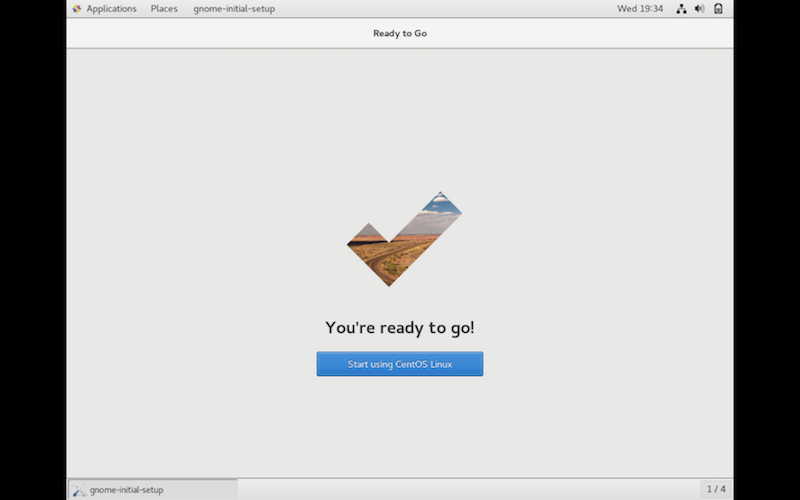 Applications Places gnome-initial-setup Wed 19:34
Ready to Go
You're ready to go!
Start using CentOS Linux
gnome-initial-setup 1 / 4